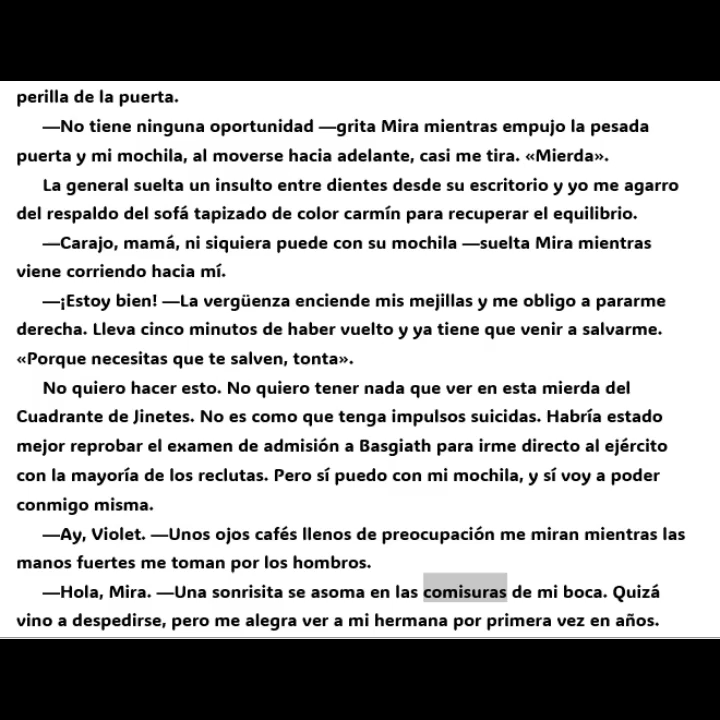 perilla de la puerta.
—No tiene ninguna oportunidad —grita Mira mientras empujo la pesada
puerta y mi mochila, al moverse hacia adelante, casi me tira. «Mierda».
La general suelta un insulto entre dientes desde su escritorio y yo me agarro
del respaldo del sofá tapizado de color carmín para recuperar el equilibrio.
—Carajo, mamá, ni siquiera puede con su mochila —suelta Mira mientras
viene corriendo hacia mí.
—¡Estoy bien! —La vergüenza enciende mis mejillas y me obligo a pararme
derecha. Lleva cinco minutos de haber vuelto y ya tiene que venir a salvarme.
«Porque necesitas que te salven, tonta».
No quiero hacer esto. No quiero tener nada que ver en esta mierda del
Cuadrante de Jinetes. No es como que tenga impulsos suicidas. Habría estado
mejor reprobar el examen de admisión a Basgiath para irme directo al ejército
con la mayoría de los reclutas. Pero sí puedo con mi mochila, y sí voy a poder
conmigo misma.
—Ay, Violet. —Unos ojos cafés llenos de preocupación me miran mientras las
manos fuertes me toman por los hombros.
—Hola, Mira. —Una sonrisita se asoma en las comisuras de mi boca. Quizá
vino a despedirse, pero me alegra ver a mi hermana por primera vez en años.